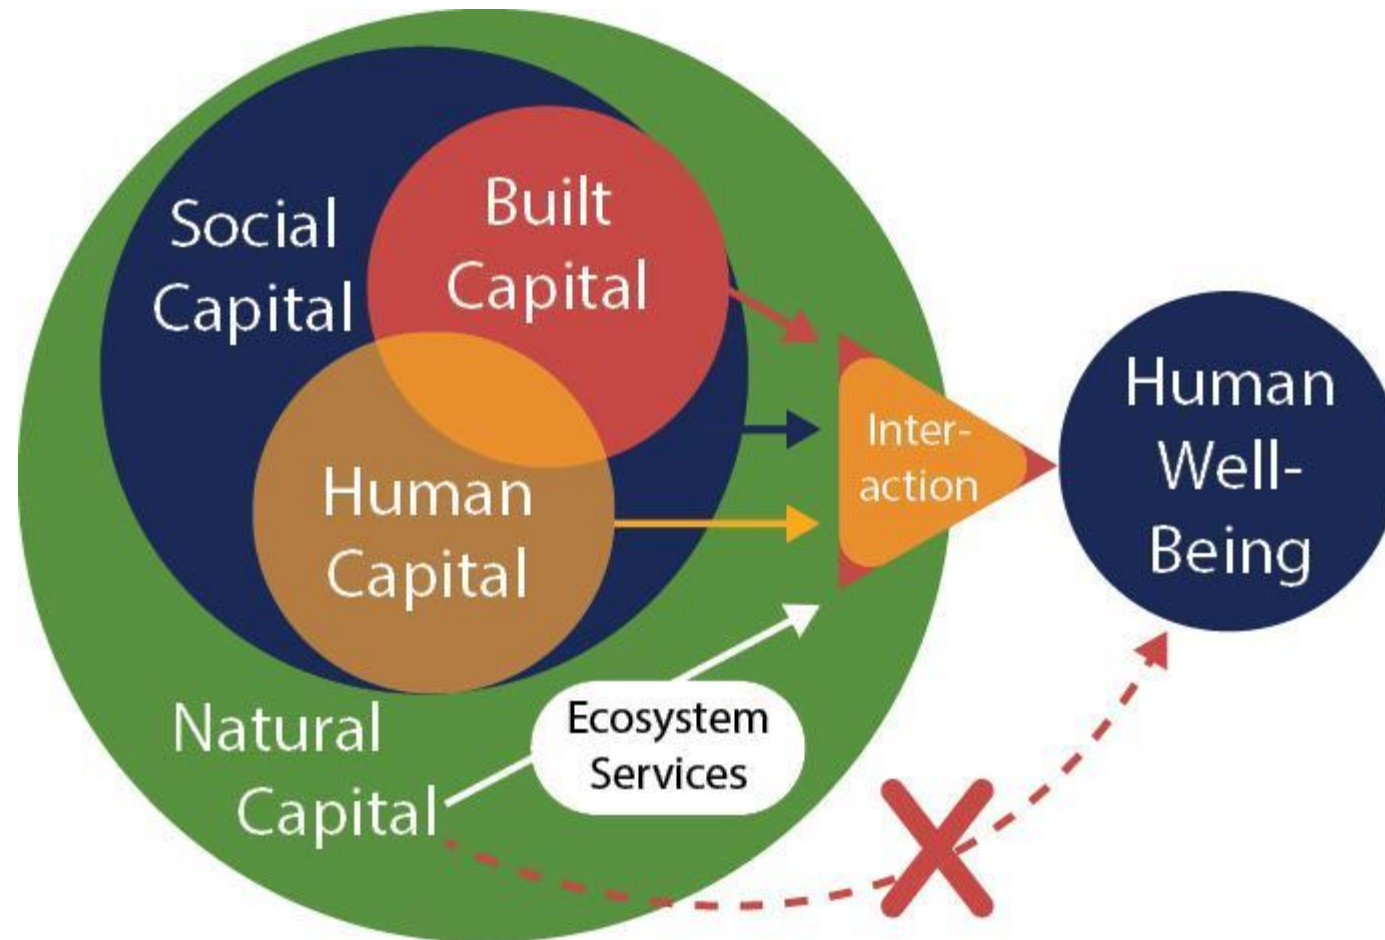 Social
Capital
Built
Capital
Human
Capital
Natural
Capital
Ecosystem
Services
Inter-
action
Human
Well-
Being